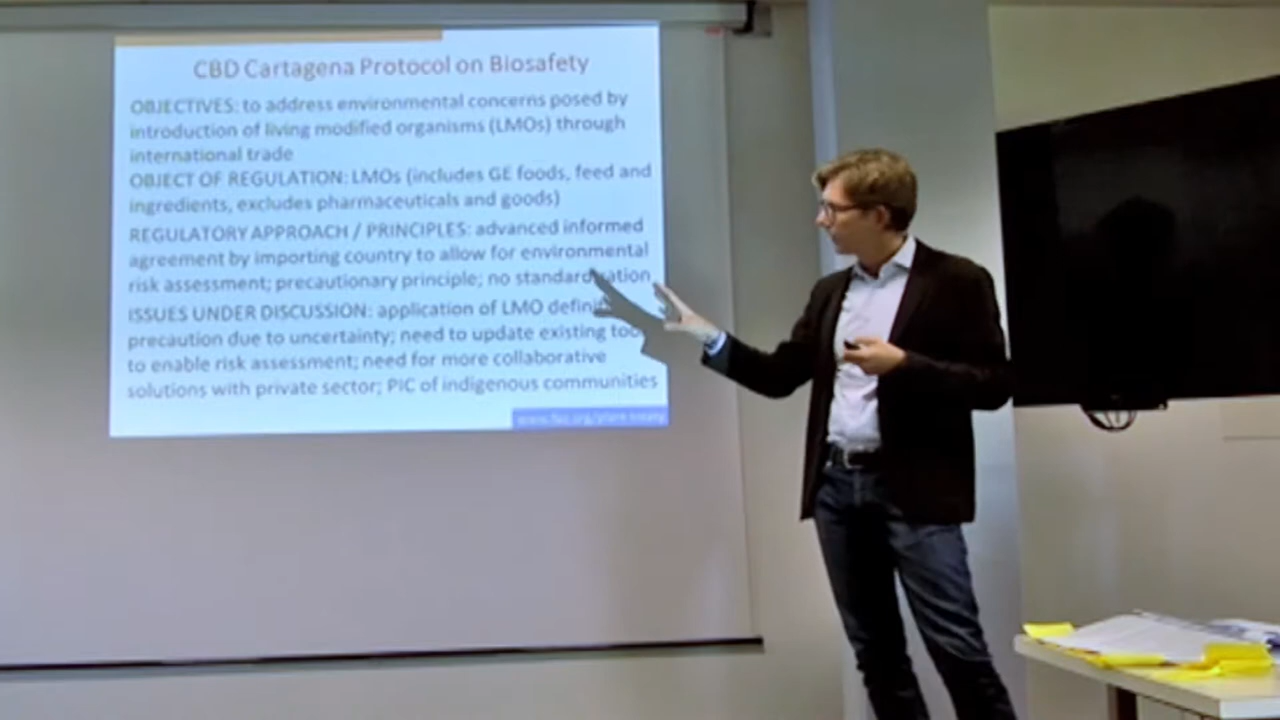 CBD Cartagena Protocol on Biosafety
OBJECTIVES: to address environmental concerns posed by
introduction of living modified organisms (LMOs) through
international trade
OBJECT OF REGULATION: LMOs (includes GE foods, feed and
ingredients, excludes pharmaceuticals and goods)
REGULATORY APPROACH / PRINCIPLES: advanced informed
agreement by importing country to allow for environmental
risk assessment; precautionary principle; no standardization
ISSUES UNDER DISCUSSION: application of LMO
precaution due to uncertainty; need to update existing
to enable risk assessment; need for more collaborative
solutions with private sector; PIC of indigenous communities